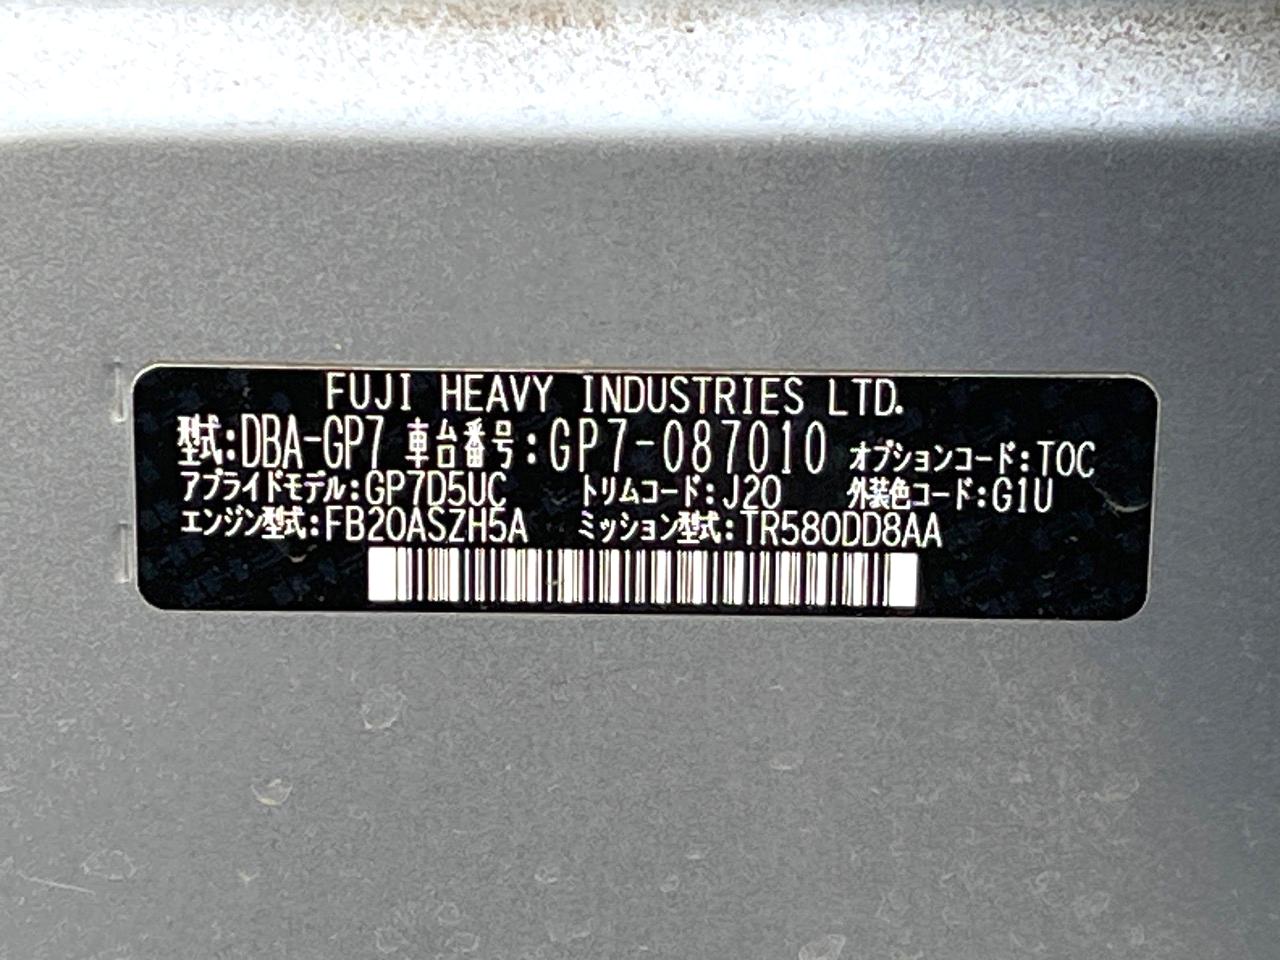 FUJI HEAVY INDUSTRIES LTD.
型式:DBA-GP7 車台番号:GP7-087010 オプションコード:TOC
アプライドモデル:GP7D5UC トリムコード:J20 外装色コード:G1U
エンジン型式:FB20ASZH5A ミッション型式:TR580DD8AA